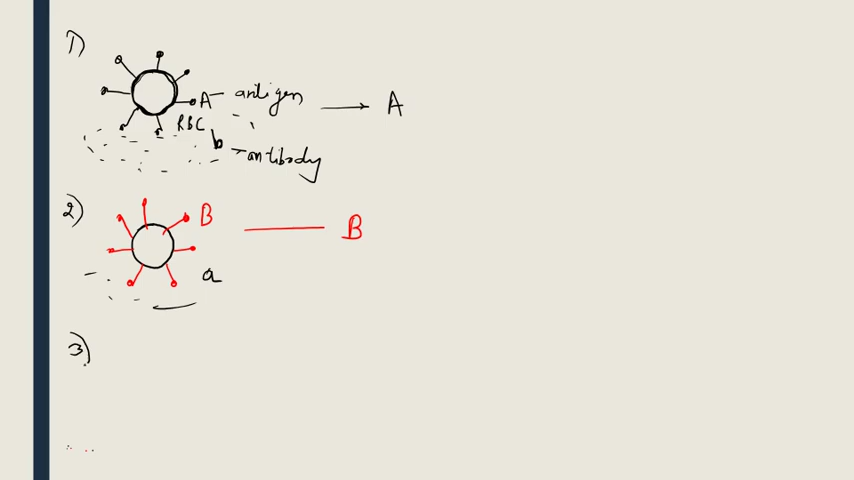 1)
A antigen → A
RBC
b antibody
2)
B B
a
3)